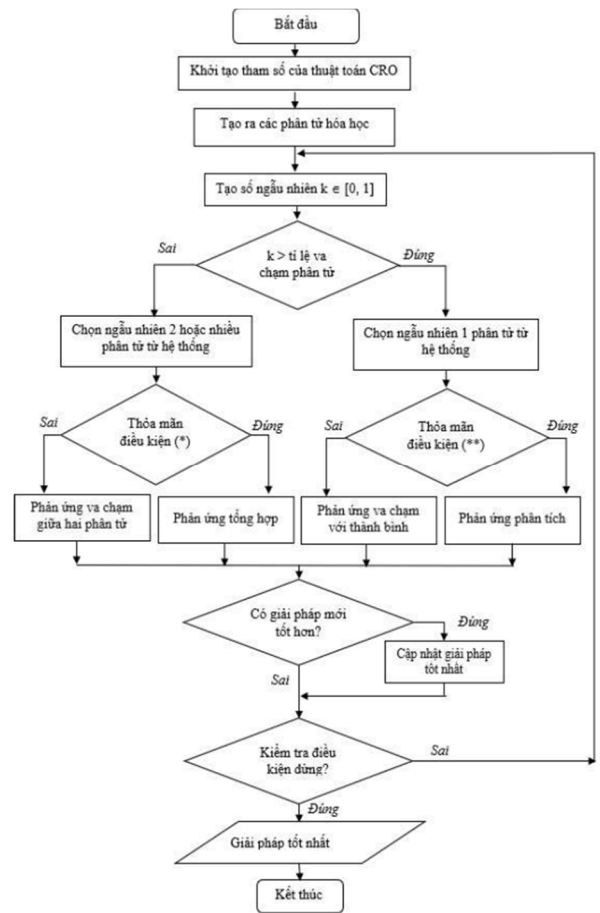 Bắt đầu
Khởi tạo tham số của thuật toán CRO
Tạo ra các phân tử hóa học
Tạo số ngẫu nhiên k ∈ [0, 1]
Sai
k > tỉ lệ va
chạm phân tử
Đúng
Chọn ngẫu nhiên 2 hoặc nhiều
phân tử từ hệ thống
Chọn ngẫu nhiên 1 phân tử từ
hệ thống
Sai
Thỏa mãn
điều kiện (*)
Đúng
Sai
Thỏa mãn
điều kiện (**)
Đúng
Phản ứng va chạm
giữa hai phân tử
Phản ứng tổng hợp
Phản ứng va chạm
với thành bình
Phản ứng phân tích
Có giải pháp mới
tốt hơn?
Đúng
Cập nhật giải pháp
tốt nhất
Sai
Kiểm tra điều
kiện dừng?
Sai
Đúng
Giải pháp tốt nhất
Kết thúc